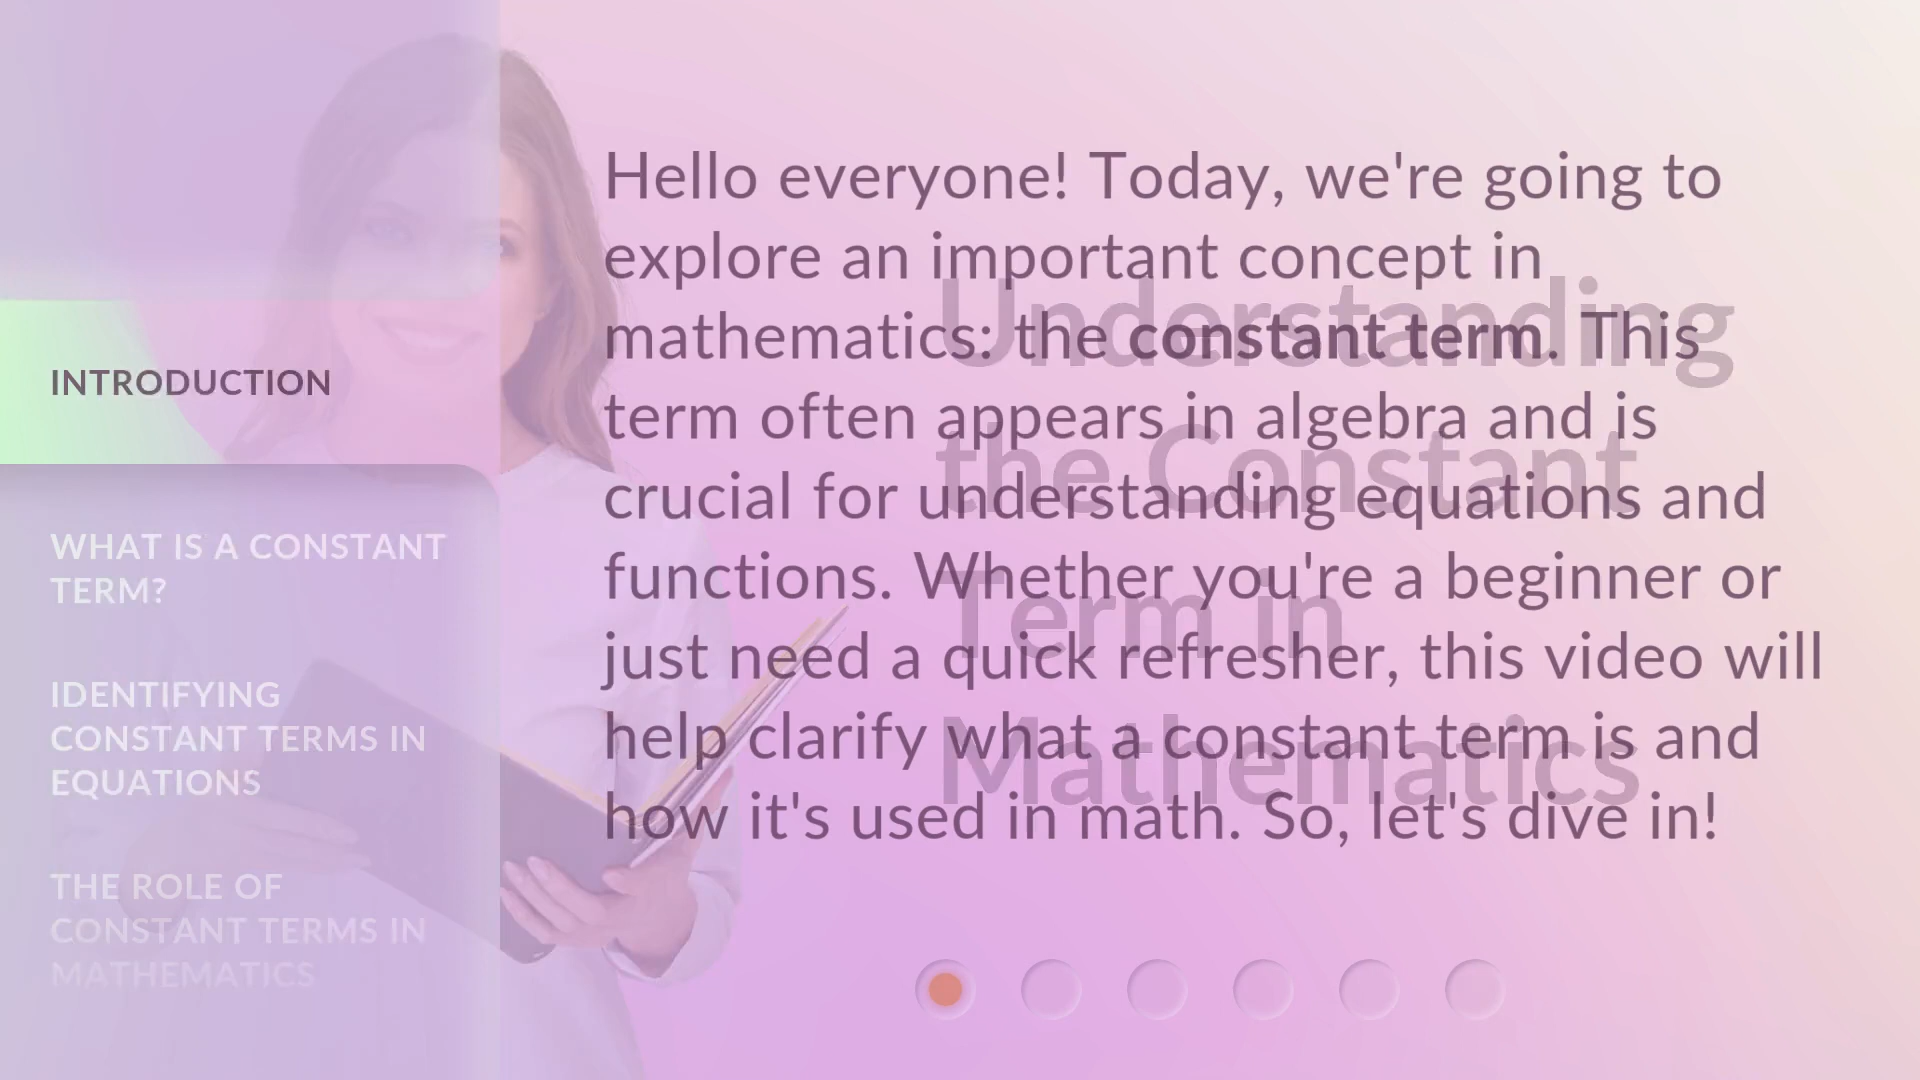 INTRODUCTION
WHAT IS A CONSTANT
TERM?
IDENTIFYING
CONSTANT TERMS IN
EQUATIONS
THE ROLE OF
CONSTANT TERMS IN
MATHEMATICS
Hello everyone! Today, we're going to
explore an important concept in
mathematics: the constant term. This
term often appears in algebra and is
crucial for understanding equations and
functions. Whether you're a beginner or
just need a quick refresher, this video will
help clarify what a constant term is and
how it's used in math. So, let's dive in!
Understanding
the Constant
Term in
Mathematics